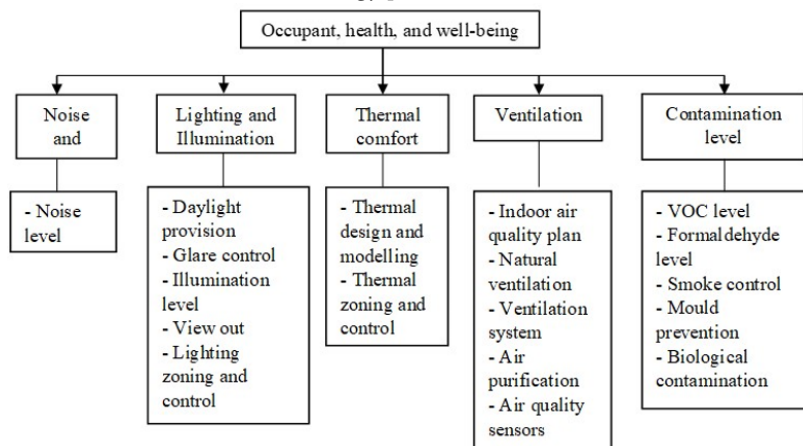 Occupant, health, and well-being
Noise
and
Lighting and
Illumination
Thermal
comfort
Ventilation
Contamination
level
- Noise
level
- Daylight
provision
- Glare control
- Illumination
level
- View out
- Lighting
zoning and
control
- Thermal
design and
modelling
- Thermal
zoning and
control
- Indoor air
quality plan
- Natural
ventilation
- Ventilation
system
- Air
purification
- Air quality
sensors
- VOC level
- Formaldehyde
level
- Smoke control
- Mould
prevention
- Biological
contamination